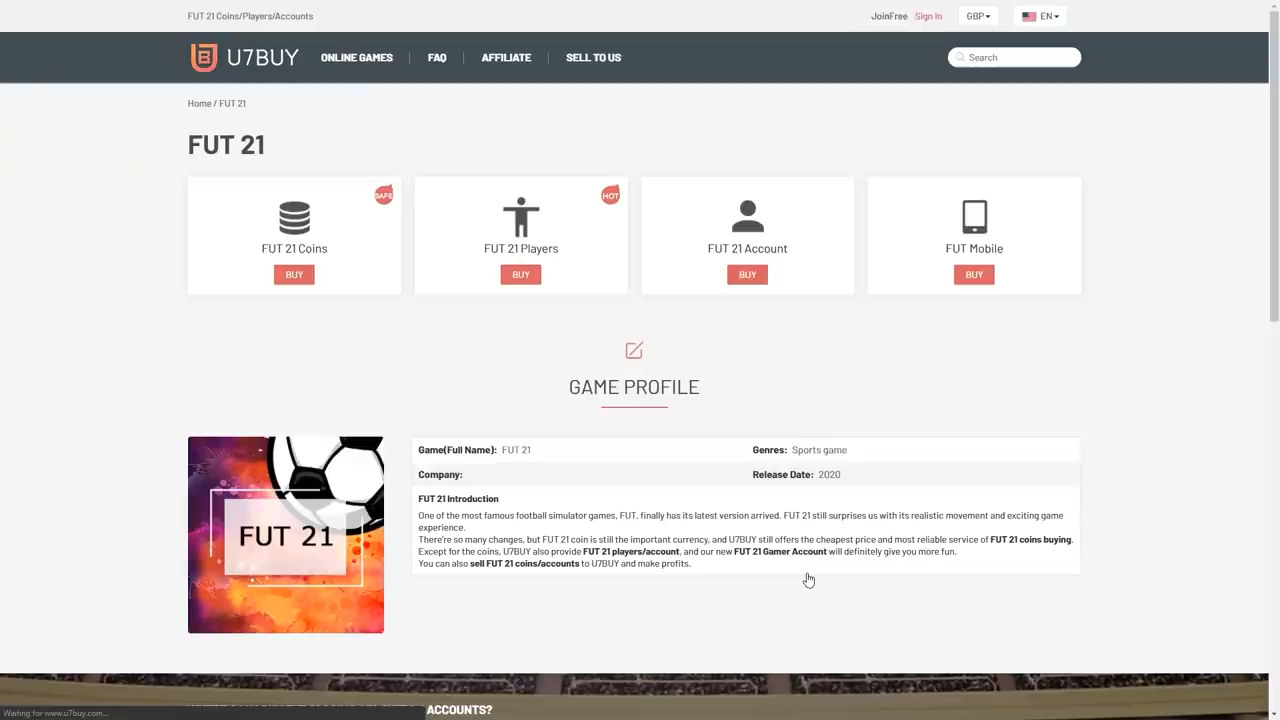 FUT 21 Coins/Players/Accounts
JoinFree Sign In GBP EN
U7BUY ONLINE GAMES FAQ AFFILIATE SELL TO US Search
Home / FUT 21
FUT 21
SAFE
FUT 21 Coins
BUY
HOT
FUT 21 Players
BUY
FUT 21 Account
BUY
FUT Mobile
BUY
GAME PROFILE
FUT 21
Game(Full Name): FUT 21 Genres: Sports game
Company: Release Date: 2020
FUT 21 Introduction
One of the most famous football simulator games, FUT, finally has its latest version arrived. FUT 21 still surprises us with its realistic movement and exciting game
experience.
There're so many changes, but FUT 21 coin is still the important currency, and U7BUY still offers the cheapest price and most reliable service of FUT 21 coins buying.
Except for the coins, U7BUY also provide FUT 21 players/account, and our new FUT 21 Gamer Account will definitely give you more fun.
You can also sell FUT 21 coins/accounts to U7BUY and make profits.
ACCOUNTS?
Waiting for www.u7buy.com...